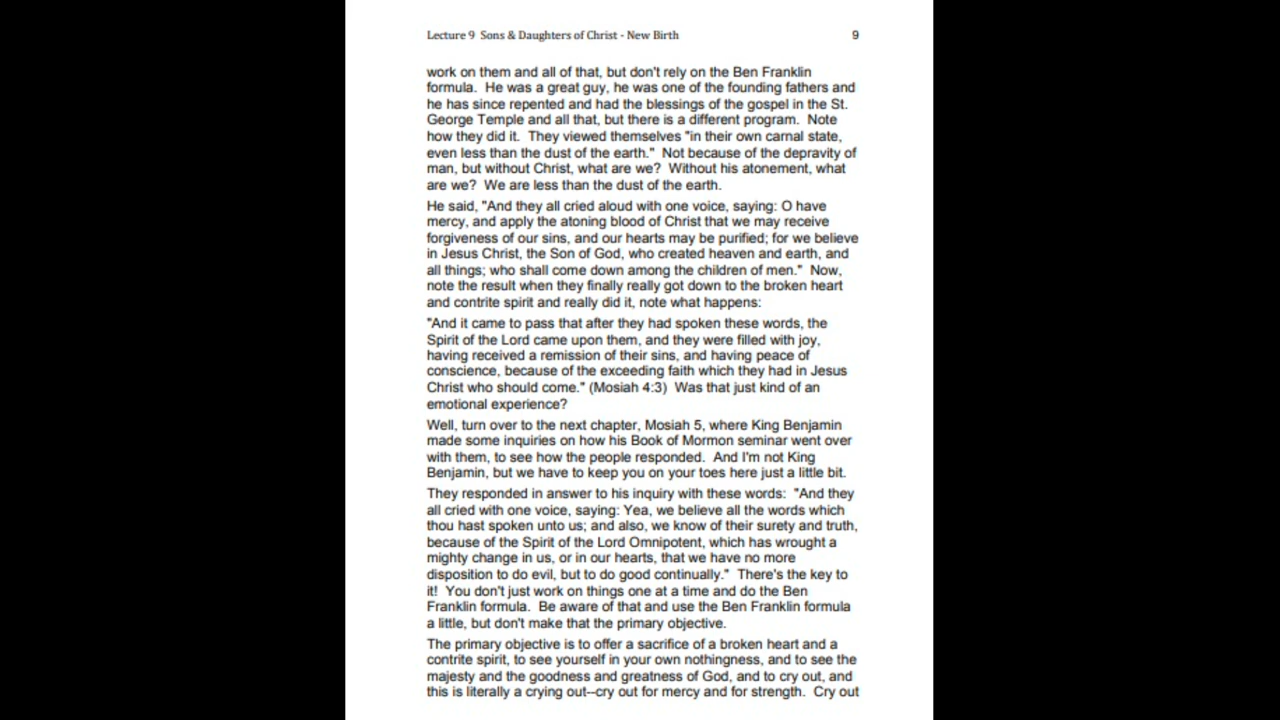 Lecture 9 Sons & Daughters of Christ - New Birth 9
work on them and all of that, but don't rely on the Ben Franklin
formula. He was a great guy, he was one of the founding fathers and
he has since repented and had the blessings of the gospel in the St.
George Temple and all that, but there is a different program. Note
how they did it. They viewed themselves "in their own carnal state,
even less than the dust of the earth." Not because of the depravity of
man, but without Christ, what are we? Without his atonement, what
are we? We are less than the dust of the earth.
He said, "And they all cried aloud with one voice, saying: O have
mercy, and apply the atoning blood of Christ that we may receive
forgiveness of our sins, and our hearts may be purified; for we believe
in Jesus Christ, the Son of God, who created heaven and earth, and
all things; who shall come down among the children of men." Now,
note the result when they finally really got down to the broken heart
and contrite spirit and really did it, note what happens:
"And it came to pass that after they had spoken these words, the
Spirit of the Lord came upon them, and they were filled with joy,
having received a remission of their sins, and having peace of
conscience, because of the exceeding faith which they had in Jesus
Christ who should come." (Mosiah 4:3) Was that just kind of an
emotional experience?
Well, turn over to the next chapter, Mosiah 5, where King Benjamin
made some inquiries on how his Book of Mormon seminar went over
with them, to see how the people responded. And I'm not King
Benjamin, but we have to keep you on your toes here just a little bit.
They responded in answer to his inquiry with these words: "And they
all cried with one voice, saying: Yea, we believe all the words which
thou hast spoken unto us; and also, we know of their surety and truth,
because of the Spirit of the Lord Omnipotent, which has wrought a
mighty change in us, or in our hearts, that we have no more
disposition to do evil, but to do good continually." There's the key to
it! You don't just work on things one at a time and do the Ben
Franklin formula. Be aware of that and use the Ben Franklin formula
a little, but don't make that the primary objective.
The primary objective is to offer a sacrifice of a broken heart and a
contrite spirit, to see yourself in your own nothingness, and to see the
majesty and the goodness and greatness of God, and to cry out, and
this is literally a crying out--cry out for mercy and for strength. Cry out